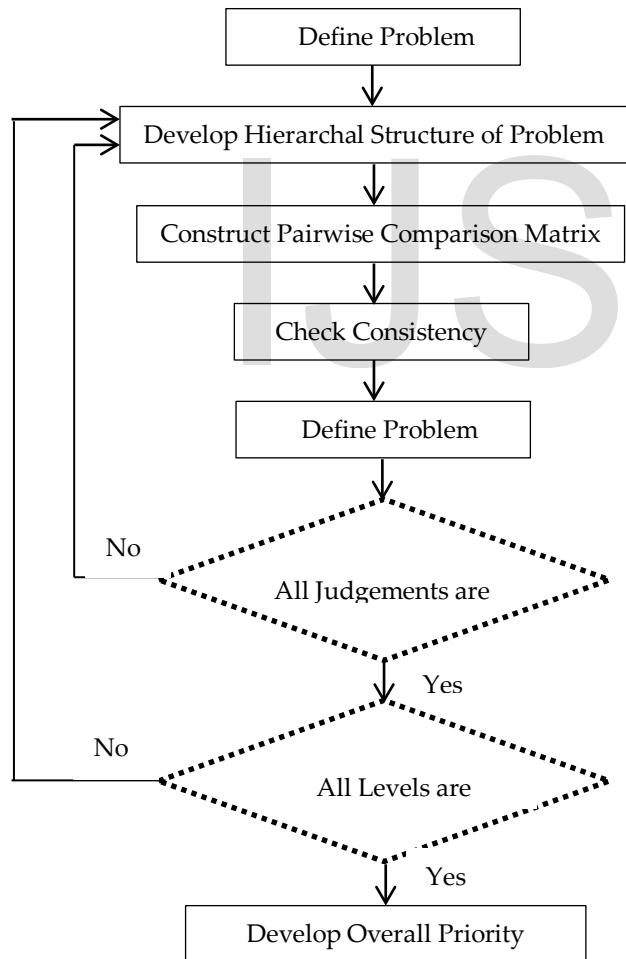 Define Problem
Develop Hierarchal Structure of Problem
IJS
Construct Pairwise Comparison Matrix
Check Consistency
Define Problem
No
All Judgements are
Yes
No
All Levels are
Yes
Develop Overall Priority